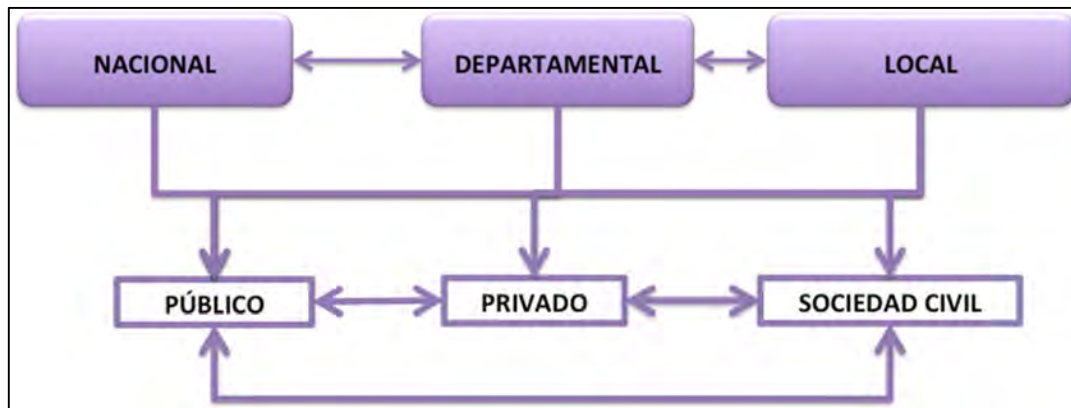 NACIONAL
DEPARTAMENTAL
LOCAL
PÚBLICO
PRIVADO
SOCIEDAD CIVIL